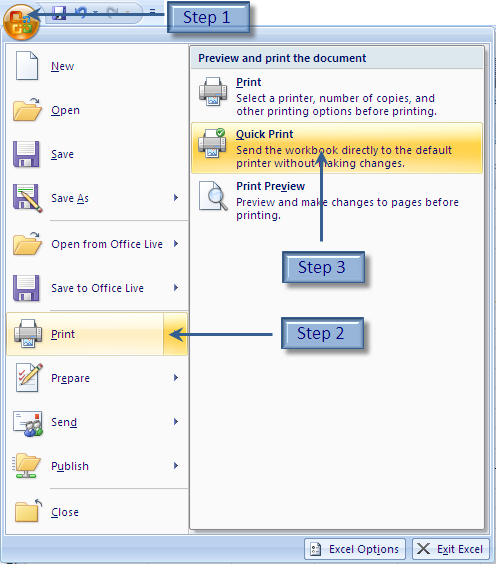 Step 1
New
Open
Save
Save As
Open from Office Live
Save to Office Live
Print
Prepare
Send
Publish
Close
Preview and print the document
Print
Select a printer, number of copies, and
other printing options before printing.
Quick Print
Send the workbook directly to the default
printer without making changes.
Print Preview
Preview and make changes to pages before
printing.
Step 3
Step 2
Excel Options
Exit Excel